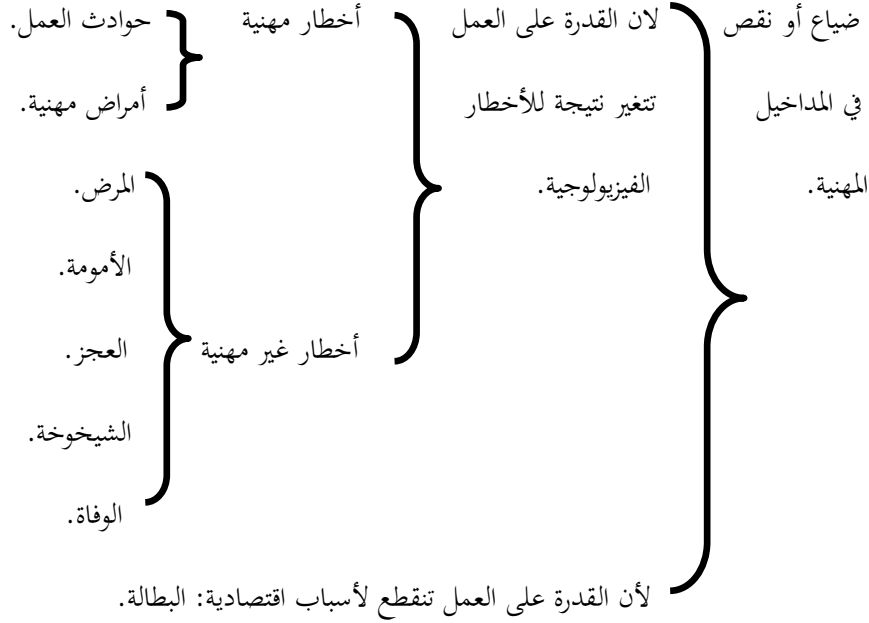 ضياع أو نقص لان القدرة على العمل أخطار مهنية حوادث العمل.
في المداخيل تتغير نتيجة للأخطار أمراض مهنية.
المهنية. الفيزيولوجية. المرض.
الأمومة.
أخطار غير مهنية العجز.
الشيخوخة.
الوفاة.
لأن القدرة على العمل تنقطع لأسباب اقتصادية: البطالة.